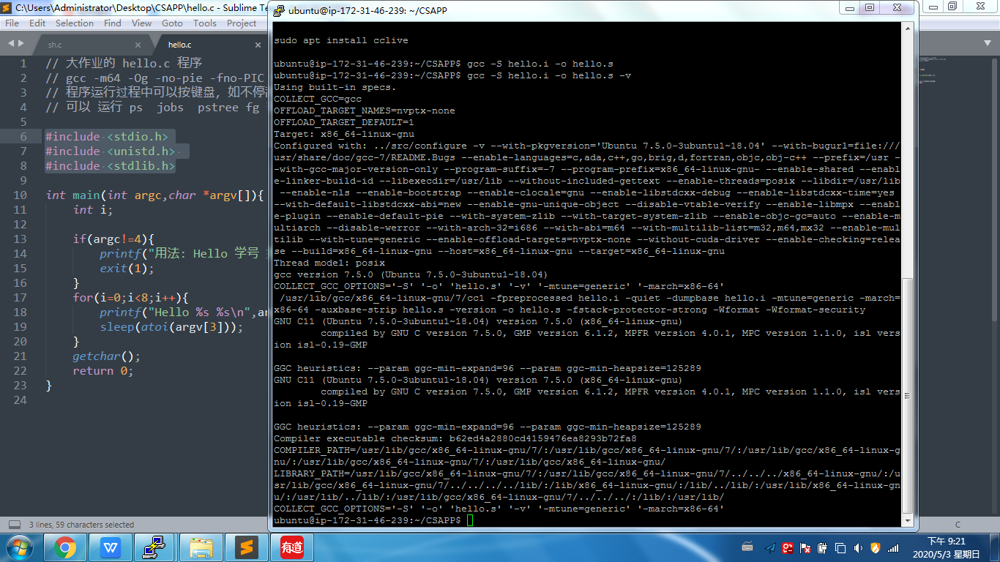 C:\Users\Administrator\Desktop\CSAPP\hello.c - Sublime Te
File Edit Selection Find View Goto Tools Project
sh.c
hello.c
1 // 大作业的 hello.c 程序
2 // gcc -m64 -Og -no-pie -fno-PIC
3 // 程序运行过程中可以按键盘，如不停
4 // 可以 运行 ps jobs pstree fg
5
6 #include <stdio.h>
7 #include <unistd.h>
8 #include <stdlib.h>
9
10 int main(int argc,char *argv[]){
11 int i;
12
13 if(argc!=4){
14 printf("用法: Hello 学号
15 exit(1);
16 }
17 for(i=0;i<8;i++){
18 printf("Hello %s %s\n",ar
19 sleep(atoi(argv[3]));
20 }
21 getchar();
22 return 0;
23 }
24
3 lines, 59 characters selected
C
ubuntu@ip-172-31-46-239: ~/CSAPP
sudo apt install cclive
ubuntu@ip-172-31-46-239:~/CSAPP$ gcc -S hello.i -o hello.s
ubuntu@ip-172-31-46-239:~/CSAPP$ gcc -S hello.i -o hello.s -v
Using built-in specs.
COLLECT_GCC=gcc
OFFLOAD_TARGET_NAMES=nvptx-none
OFFLOAD_TARGET_DEFAULT=1
Target: x86_64-linux-gnu
Configured with: ../src/configure -v --with-pkgversion='Ubuntu 7.5.0-3ubuntu1~18.04' --with-bugurl=file:///
usr/share/doc/gcc-7/README.Bugs --enable-languages=c,ada,c++,go,brig,d,fortran,objc,obj-c++ --prefix=/usr -
-with-gcc-major-version-only --program-suffix=-7 --program-prefix=x86_64-linux-gnu- --enable-shared --enabl
e-linker-build-id --libexecdir=/usr/lib --without-included-gettext --enable-threads=posix --libdir=/usr/lib
--enable-nls --enable-bootstrap --enable-clocale=gnu --enable-libstdcxx-debug --enable-libstdcxx-time=yes
--with-default-libstdcxx-abi=new --enable-gnu-unique-object --disable-vtable-verify --enable-libmpx --enabl
e-plugin --enable-default-pie --with-system-zlib --with-target-system-zlib --enable-objc-gc=auto --enable-m
ultiarch --disable-werror --with-arch-32=i686 --with-abi=m64 --with-multilib-list=m32,m64,mx32 --enable-mul
tilib --with-tune=generic --enable-offload-targets=nvptx-none --without-cuda-driver --enable-checking=relea
se --build=x86_64-linux-gnu --host=x86_64-linux-gnu --target=x86_64-linux-gnu
Thread model: posix
gcc version 7.5.0 (Ubuntu 7.5.0-3ubuntu1~18.04)
COLLECT_GCC_OPTIONS='-S' '-o' 'hello.s' '-v' '-mtune=generic' '-march=x86-64'
/usr/lib/gcc/x86_64-linux-gnu/7/cc1 -fpreprocessed hello.i -quiet -dumpbase hello.i -mtune=generic -march=
x86-64 -auxbase-strip hello.s -version -o hello.s -fstack-protector-strong -Wformat -Wformat-security
GNU C11 (Ubuntu 7.5.0-3ubuntu1~18.04) version 7.5.0 (x86_64-linux-gnu)
compiled by GNU C version 7.5.0, GMP version 6.1.2, MPFR version 4.0.1, MPC version 1.1.0, isl vers
ion isl-0.19-GMP
GGC heuristics: --param ggc-min-expand=96 --param ggc-min-heapsize=125289
GNU C11 (Ubuntu 7.5.0-3ubuntu1~18.04) version 7.5.0 (x86_64-linux-gnu)
compiled by GNU C version 7.5.0, GMP version 6.1.2, MPFR version 4.0.1, MPC version 1.1.0, isl vers
ion isl-0.19-GMP
GGC heuristics: --param ggc-min-expand=96 --param ggc-min-heapsize=125289
Compiler executable checksum: b62ed4a2880cd4159476ea8293b72fa8
COMPILER_PATH=/usr/lib/gcc/x86_64-linux-gnu/7/:/usr/lib/gcc/x86_64-linux-gnu/7/:/usr/lib/gcc/x86_64-linux-g
nu/:/usr/lib/gcc/x86_64-linux-gnu/7/:/usr/lib/gcc/x86_64-linux-gnu/
LIBRARY_PATH=/usr/lib/gcc/x86_64-linux-gnu/7/:/usr/lib/gcc/x86_64-linux-gnu/7/../../../x86_64-linux-gnu/:/u
sr/lib/gcc/x86_64-linux-gnu/7/../../../../lib/:/lib/x86_64-linux-gnu/:/lib/../lib/:/usr/lib/x86_64-linux-gn
u/:/usr/lib/../lib/:/usr/lib/gcc/x86_64-linux-gnu/7/../../../:/lib/:/usr/lib/
COLLECT_GCC_OPTIONS='-S' '-o' 'hello.s' '-v' '-mtune=generic' '-march=x86-64'
ubuntu@ip-172-31-46-239:~/CSAPP$
W
有道
下午 9:21
2020/5/3 星期日